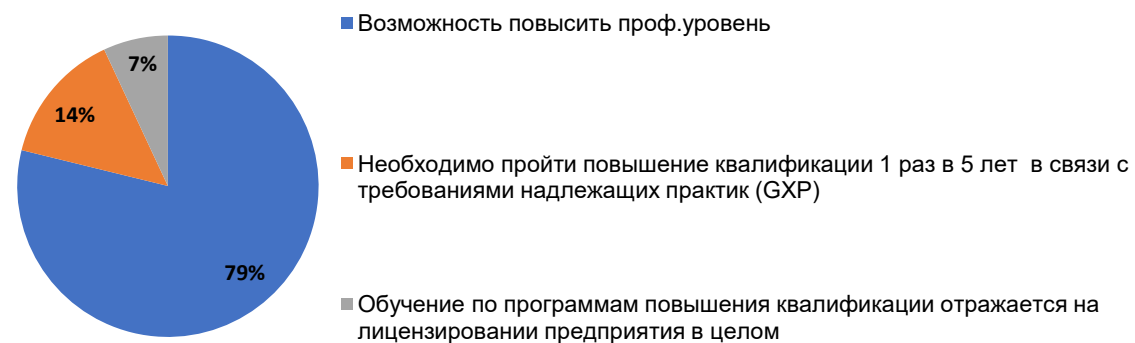 Возможность повысить проф.уровень
7%
14%
Необходимо пройти повышение квалификации 1 раз в 5 лет в связи с
требованиями надлежащих практик (GXP)
79%
Обучение по программам повышения квалификации отражается на
лицензировании предприятия в целом